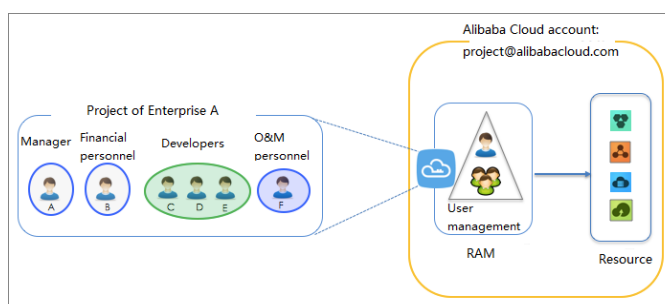 Alibaba Cloud account:
project@alibabacloud.com
Project of Enterprise A
Manager
Financial
personnel
Developers
O&M
personnel
A
B
C
D
E
F
User
management
RAM
Resource